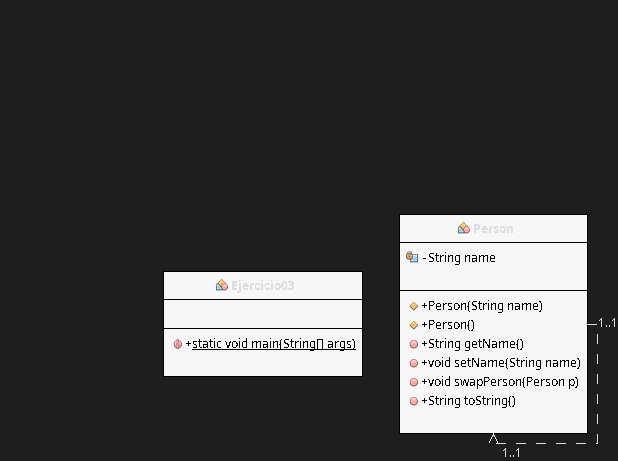 Person
-String name
+Person(String name)
+Person()
+String getName()
+void setName(String name)
+void swapPerson(Person p)
+String toString()
1..1
1..1
Ejercicio03
+static void main(String[] args)